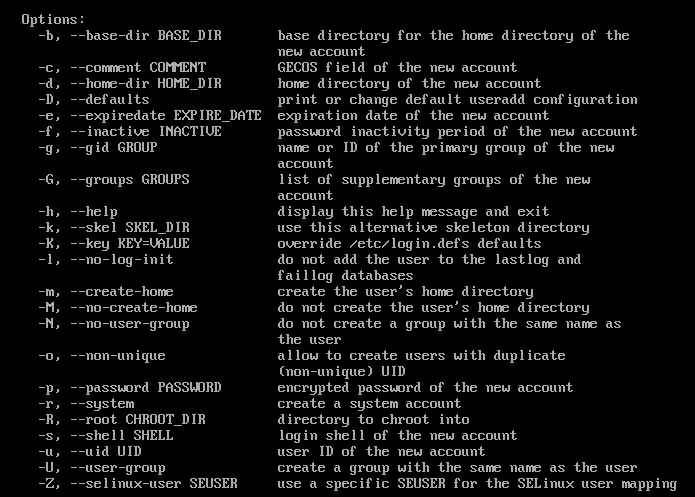 Options:
-b, --base-dir BASE_DIR       base directory for the home directory of the
                              new account
-c, --comment COMMENT         GECOS field of the new account
-d, --home-dir HOME_DIR       home directory of the new account
-D, --defaults                print or change default useradd configuration
-e, --expiredate EXPIRE_DATE  expiration date of the new account
-f, --inactive INACTIVE       password inactivity period of the new account
-g, --gid GROUP               name or ID of the primary group of the new
                              account
-G, --groups GROUPS           list of supplementary groups of the new
                              account
-h, --help                    display this help message and exit
-k, --skel SKEL_DIR           use this alternative skeleton directory
-K, --key KEY=VALUE           override /etc/login.defs defaults
-l, --no-log-init             do not add the user to the lastlog and
                              faillog databases
-m, --create-home             create the user's home directory
-M, --no-create-home          do not create the user's home directory
-N, --no-user-group           do not create a group with the same name as
                              the user
-o, --non-unique              allow to create users with duplicate
                              (non-unique) UID
-p, --password PASSWORD       encrypted password of the new account
-r, --system                  create a system account
-R, --root CHROOT_DIR         directory to chroot into
-s, --shell SHELL             login shell of the new account
-u, --uid UID                 user ID of the new account
-U, --user-group              create a group with the same name as the user
-Z, --selinux-user SEUSER     use a specific SEUSER for the SELinux user mapping